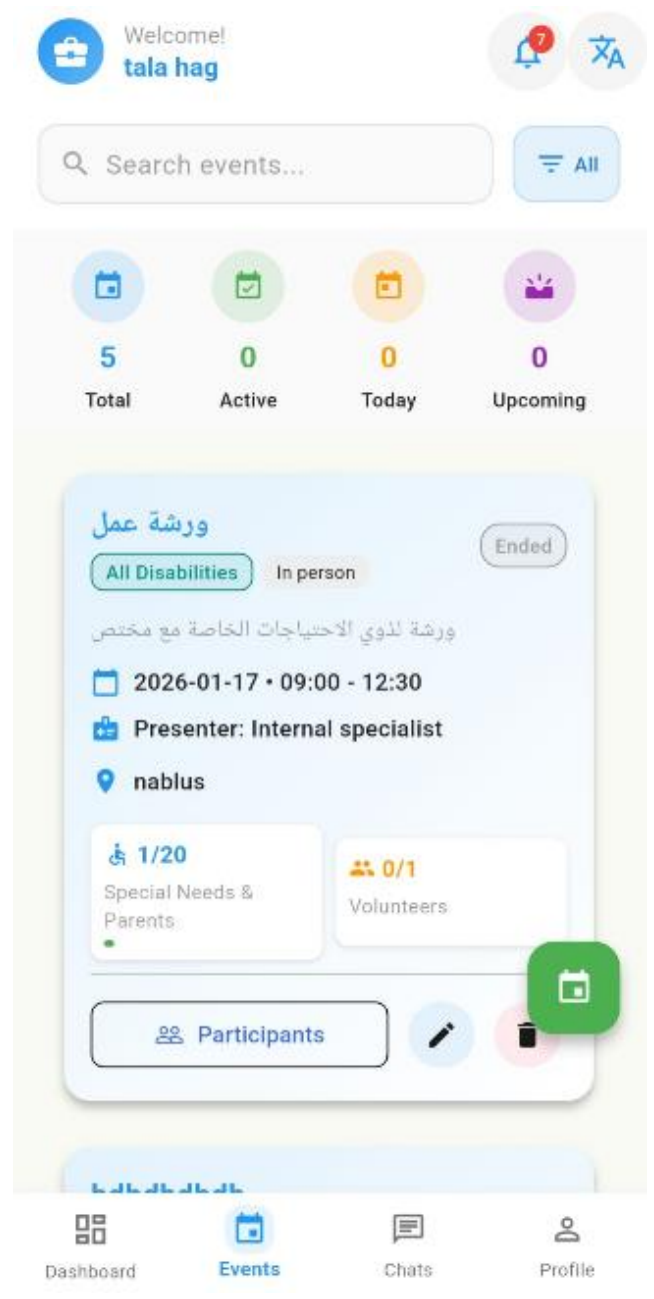 Welcome!
tala hag
7
Search events...
All
5
0
0
0
Total
Active
Today
Upcoming
ورشة عمل
Ended
All Disabilities
In person
ورشة لذوي الاحتياجات الخاصة مع مختص
2026-01-17 • 09:00 - 12:30
Presenter: Internal specialist
nablus
1/20
Special Needs &
Parents
0/1
Volunteers
Participants
Dashboard
Events
Chats
Profile